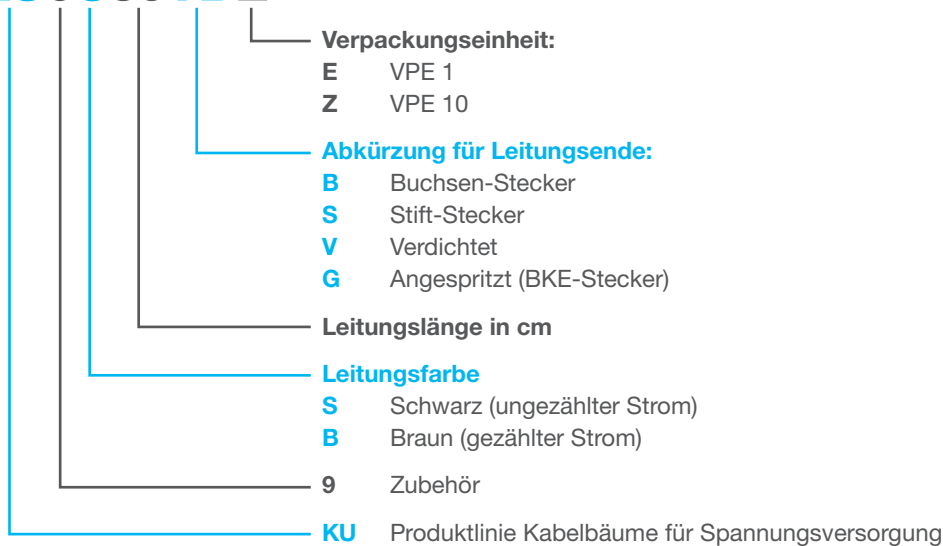 Verpackungseinheit:
E VPE 1
Z VPE 10
Abkürzung für Leitungsende:
B Buchsen-Stecker
S Stift-Stecker
V Verdichtet
G Angespritzt (BKE-Stecker)
Leitungslänge in cm
Leitungsfarbe
S Schwarz (ungezählter Strom)
B Braun (gezählter Strom)
9 Zubehör
KU Produktlinie Kabelbäume für Spannungsversorgung